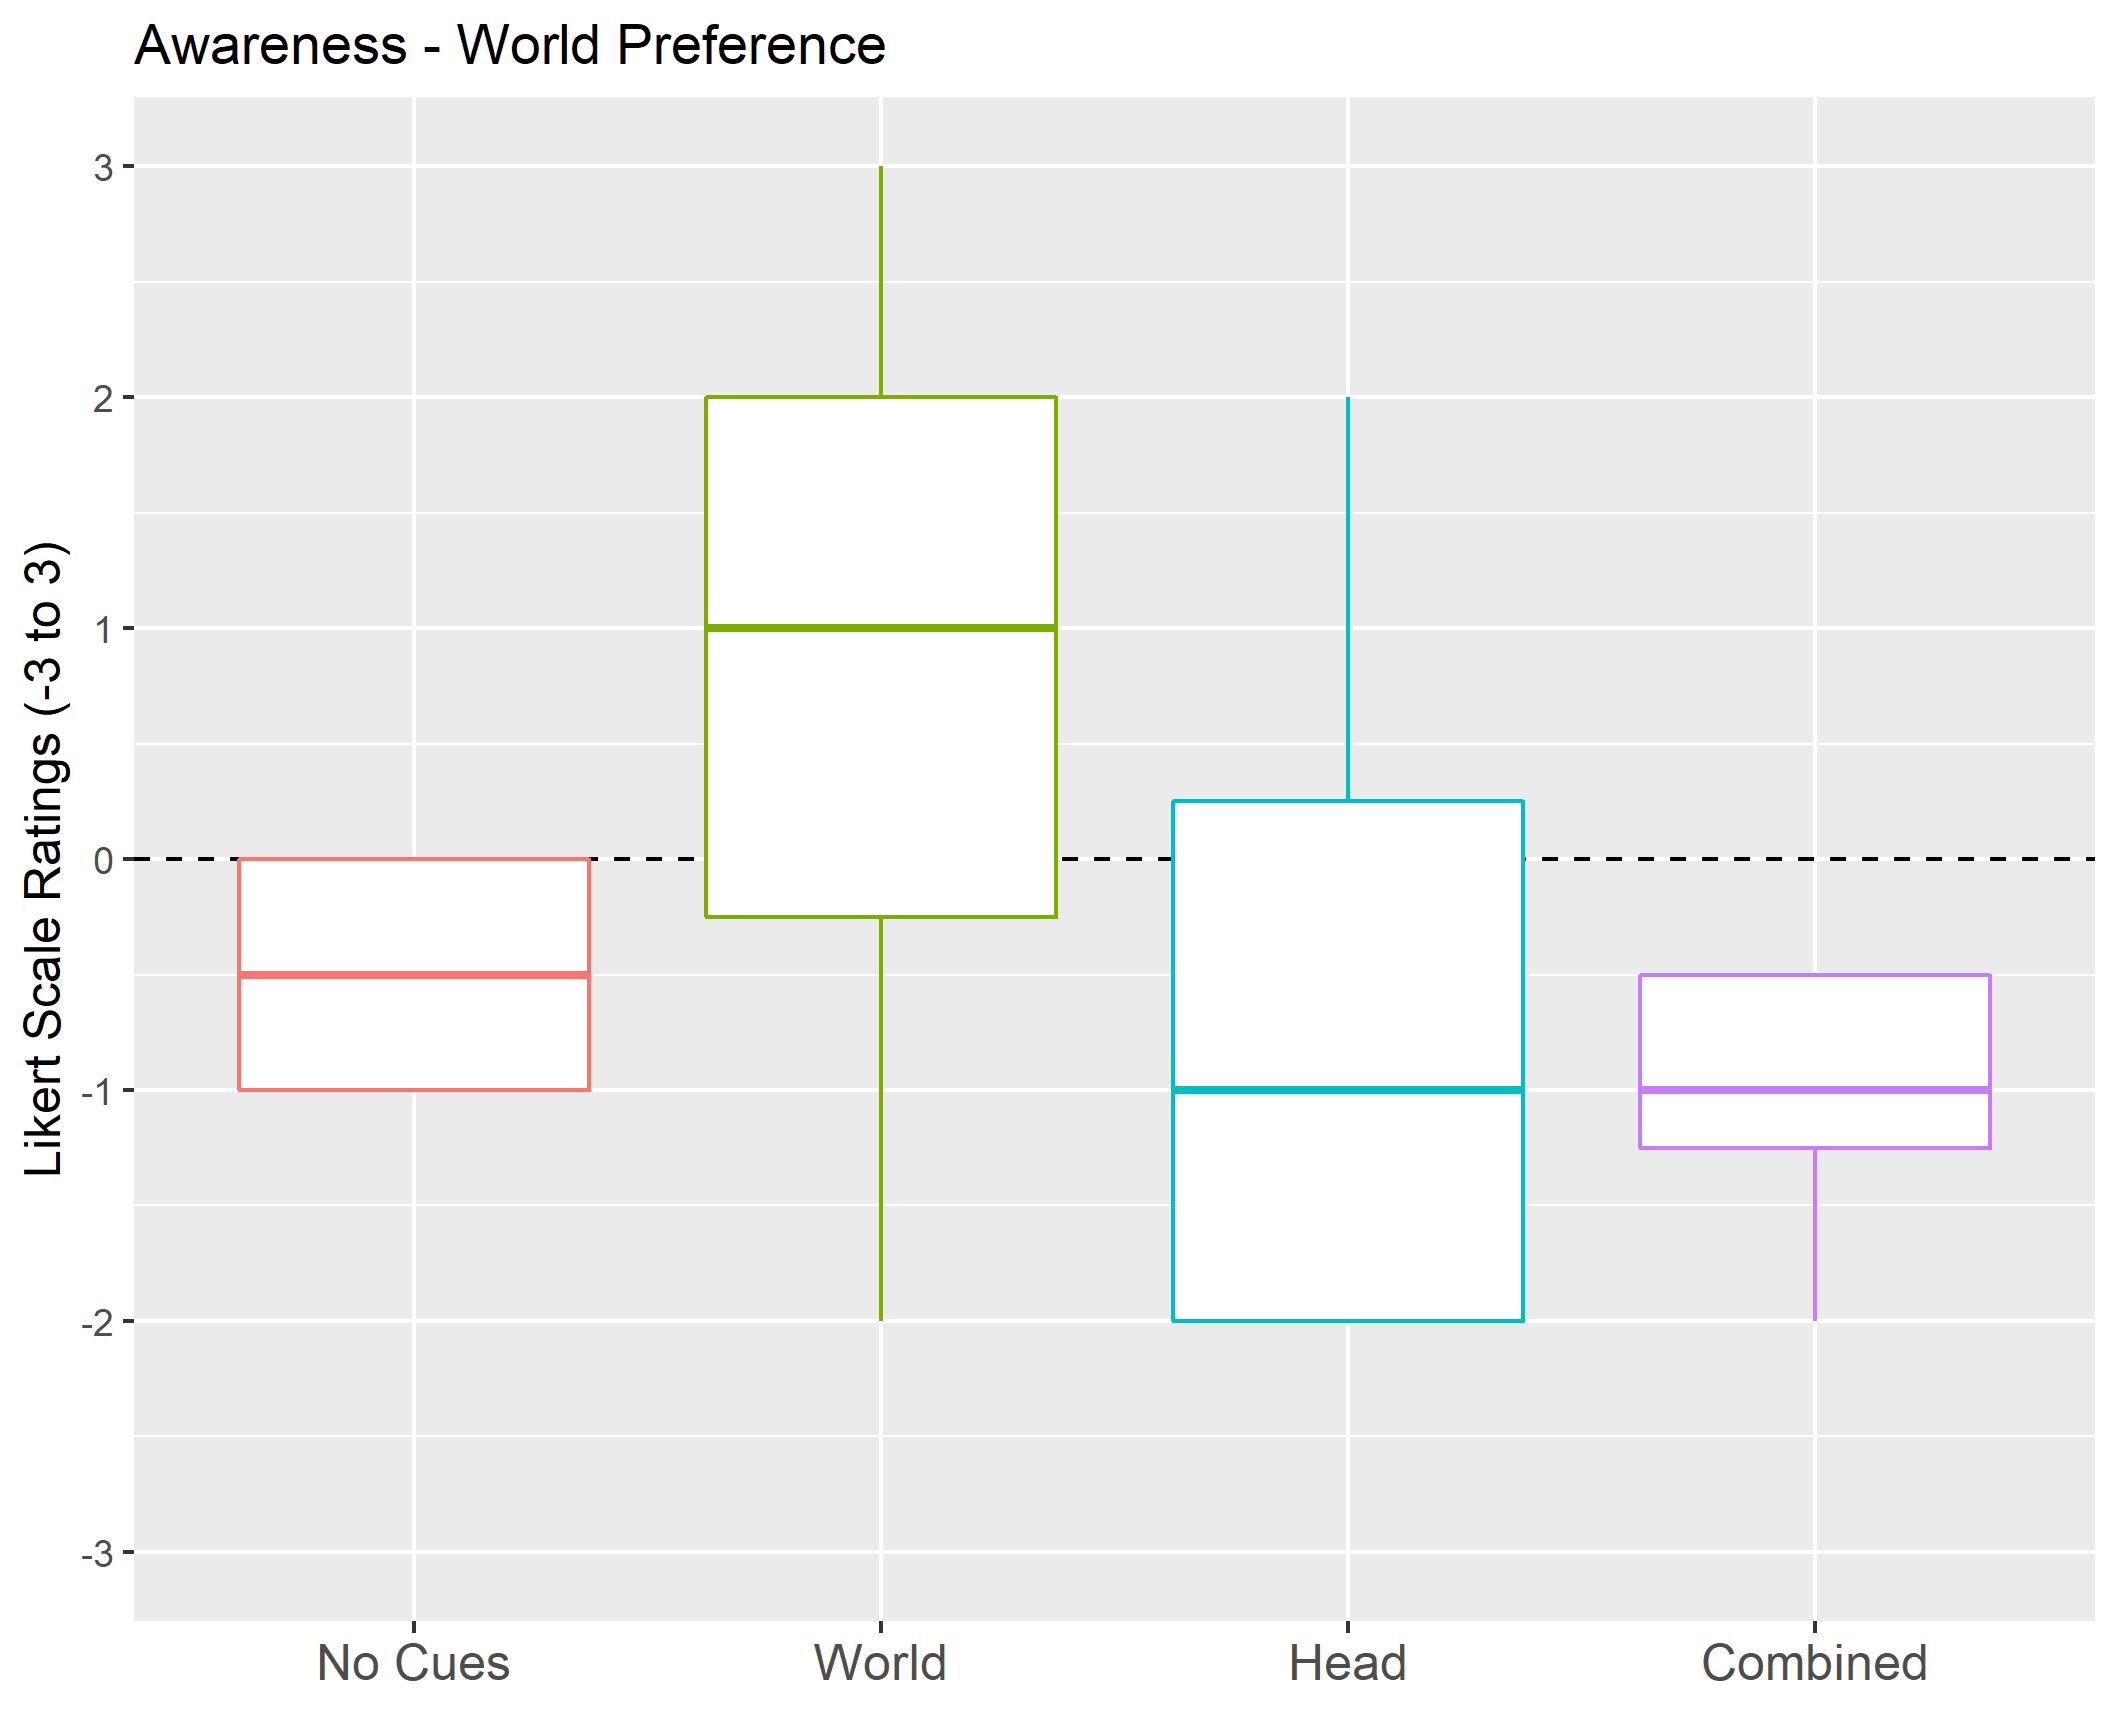 Awareness - World Preference
Likert Scale Ratings (-3 to 3)
3
2
1
0
-1
-2
-3
No Cues
World
Head
Combined